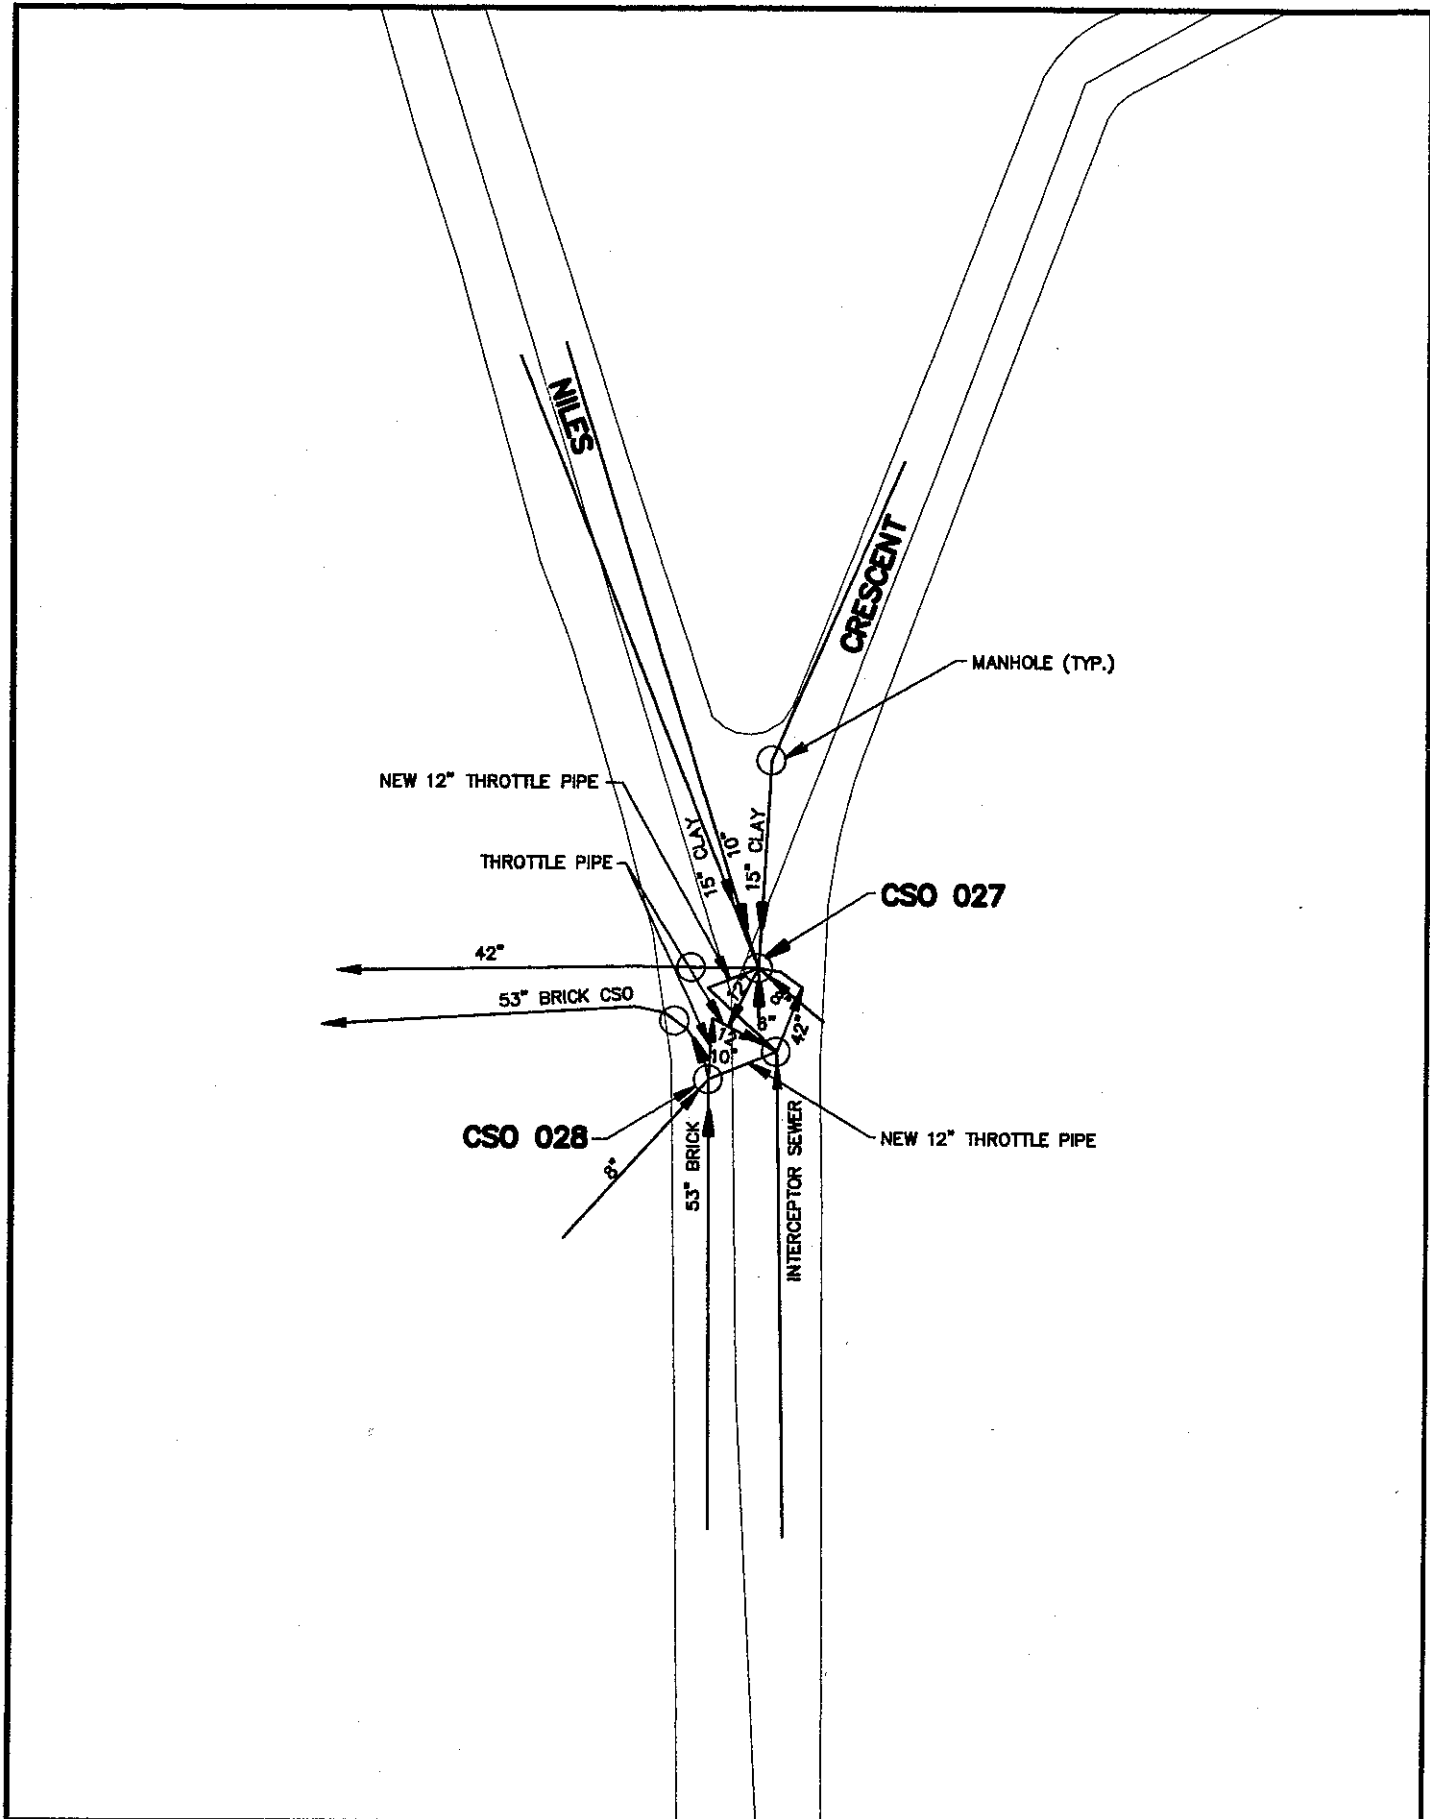 NILES
CRESCENT
MANHOLE (TYP.)
NEW 12" THROTTLE PIPE
15" CLAY
10"
15" CLAY
THROTTLE PIPE
CSO 027
42"
53" BRICK CSO
12"
8"
42"
10"
CSO 028
NEW 12" THROTTLE PIPE
8"
53" BRICK
INTERCEPTOR SEWER